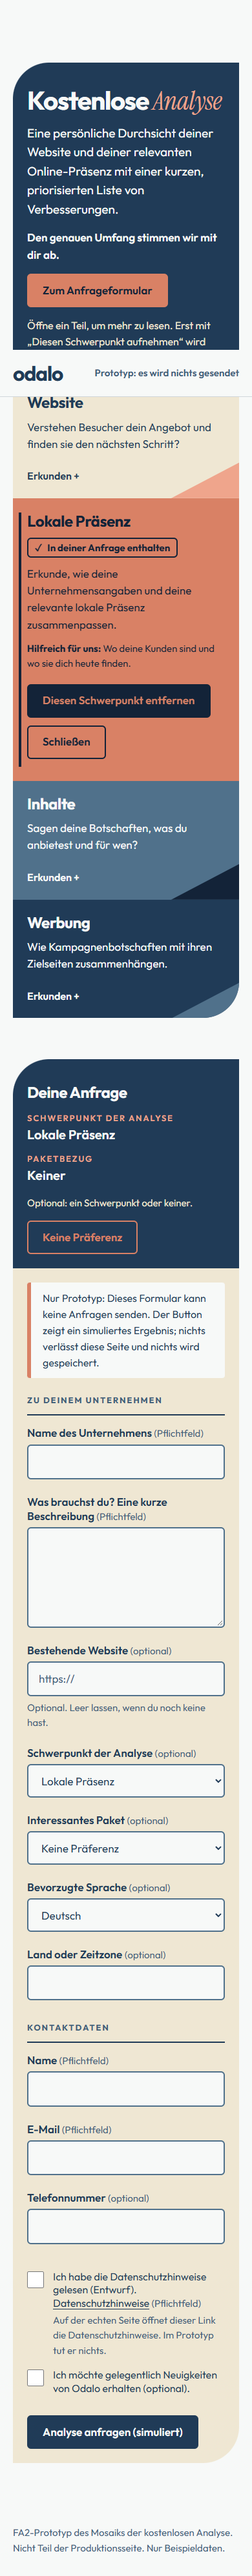 Kostenlose Analyse
Eine persönliche Durchsicht deiner
Website und deiner relevanten
Online-Präsenz mit einer kurzen,
priorisierten Liste von
Verbesserungen.
Den genauen Umfang stimmen wir mit
dir ab.
Zum Anfrageformular
Öffne ein Teil, um mehr zu lesen. Erst mit
„Diesen Schwerpunkt aufnehmen“ wird
odalo
Prototyp: es wird nichts gesendet
Website
Verstehen Besucher dein Angebot und
finden sie den nächsten Schritt?
Erkunden +
Lokale Präsenz
✓ In deiner Anfrage enthalten
Erkunde, wie deine
Unternehmensangaben und deine
relevante lokale Präsenz
zusammenpassen.
Hilfreich für uns: Wo deine Kunden sind und
wo sie dich heute finden.
Diesen Schwerpunkt entfernen
Schließen
Inhalte
Sagen deine Botschaften, was du
anbietest und für wen?
Erkunden +
Werbung
Wie Kampagnenbotschaften mit ihren
Zielseiten zusammenhängen.
Erkunden +
Deine Anfrage
SCHWERPUNKT DER ANALYSE
Lokale Präsenz
PAKETBEZUG
Keiner
Optional: ein Schwerpunkt oder keiner.
Keine Präferenz
Nur Prototyp: Dieses Formular kann
keine Anfragen senden. Der Button
zeigt ein simuliertes Ergebnis; nichts
verlässt diese Seite und nichts wird
gespeichert.
ZU DEINEM UNTERNEHMEN
Name des Unternehmens (Pflichtfeld)
Was brauchst du? Eine kurze
Beschreibung (Pflichtfeld)
Bestehende Website (optional)
https://
Optional. Leer lassen, wenn du noch keine
hast.
Schwerpunkt der Analyse (optional)
Lokale Präsenz
Interessantes Paket (optional)
Keine Präferenz
Bevorzugte Sprache (optional)
Deutsch
Land oder Zeitzone (optional)
KONTAKTDATEN
Name (Pflichtfeld)
E-Mail (Pflichtfeld)
Telefonnummer (optional)
Ich habe die Datenschutzhinweise
gelesen (Entwurf).
Datenschutzhinweise (Pflichtfeld)
Auf der echten Seite öffnet dieser Link
die Datenschutzhinweise. Im Prototyp
tut er nichts.
Ich möchte gelegentlich Neuigkeiten
von Odalo erhalten (optional).
Analyse anfragen (simuliert)
FA2-Prototyp des Mosaiks der kostenlosen Analyse.
Nicht Teil der Produktionsseite. Nur Beispieldaten.